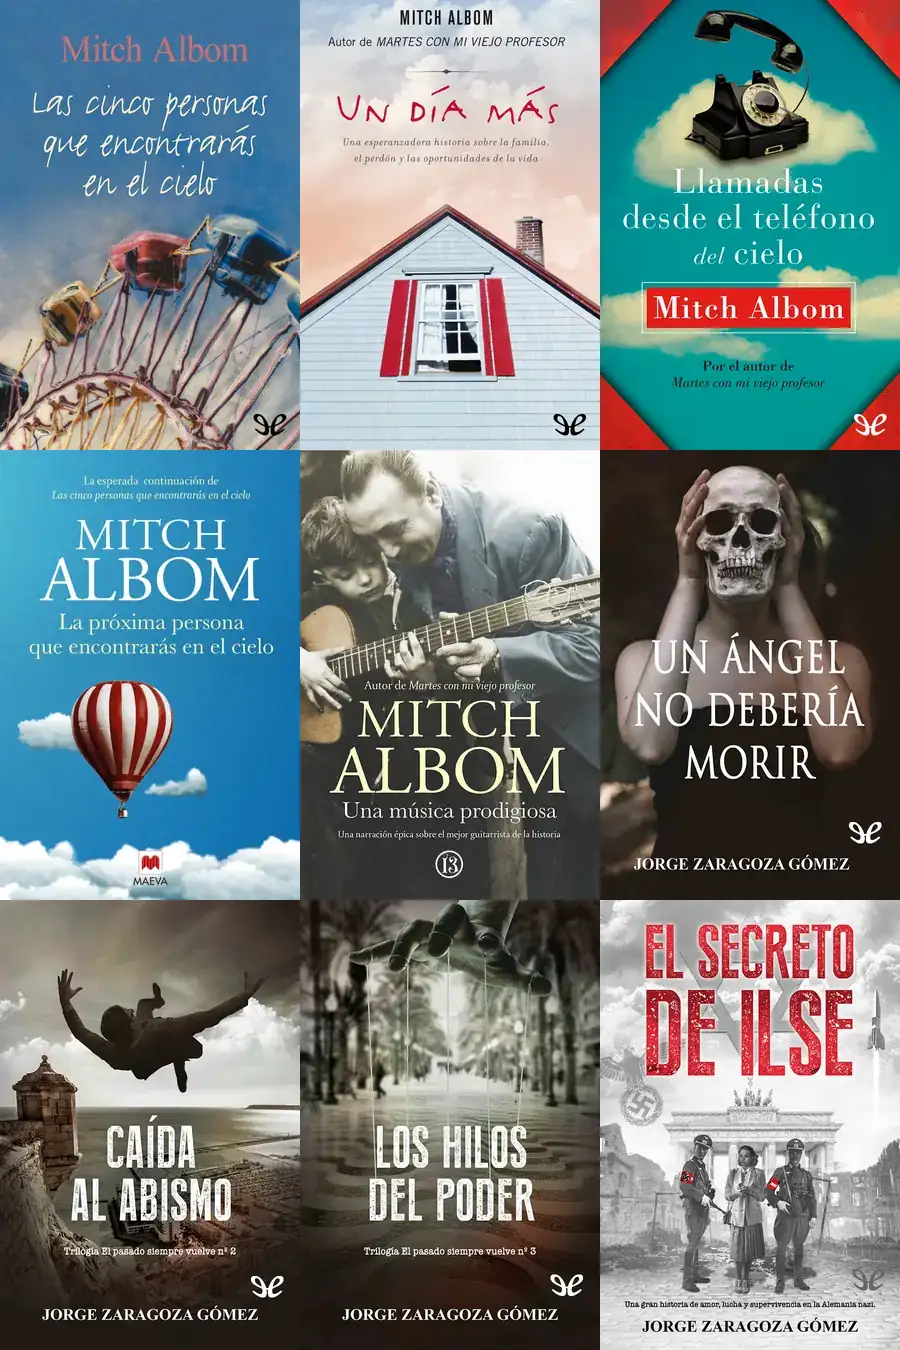 Mitch Albom
Las cinco personas
que encontrarás
en el cielo
MITCH ALBOM
Autor de MARTES CON MI VIEJO PROFESOR
UN DÍA MÁS
Una esperanzadora historia sobre la familia,
el perdón y las oportunidades de la vida
Llamadas
desde el teléfono
del cielo
Mitch Albom
Por el autor de
Martes con mi viejo profesor
La esperada continuación de
Las cinco personas que encontrarás en el cielo
MITCH
ALBOM
La próxima persona
que encontrarás en el cielo
MAEVA
Autor de Martes con mi viejo profesor
MITCH
ALBOM
Una música prodigiosa
Una narración épica sobre el mejor guitarrista de la historia
13
UN ÁNGEL
NO DEBERÍA
MORIR
JORGE ZARAGOZA GÓMEZ
CAÍDA
AL ABISMO
Trilogía El pasado siempre vuelve nº 2
JORGE ZARAGOZA GÓMEZ
LOS HILOS
DEL PODER
Trilogía El pasado siempre vuelve nº 3
JORGE ZARAGOZA GÓMEZ
EL SECRETO
DE ILSE
Una gran historia de amor, lucha y supervivencia en la Alemania nazi.
JORGE ZARAGOZA GÓMEZ